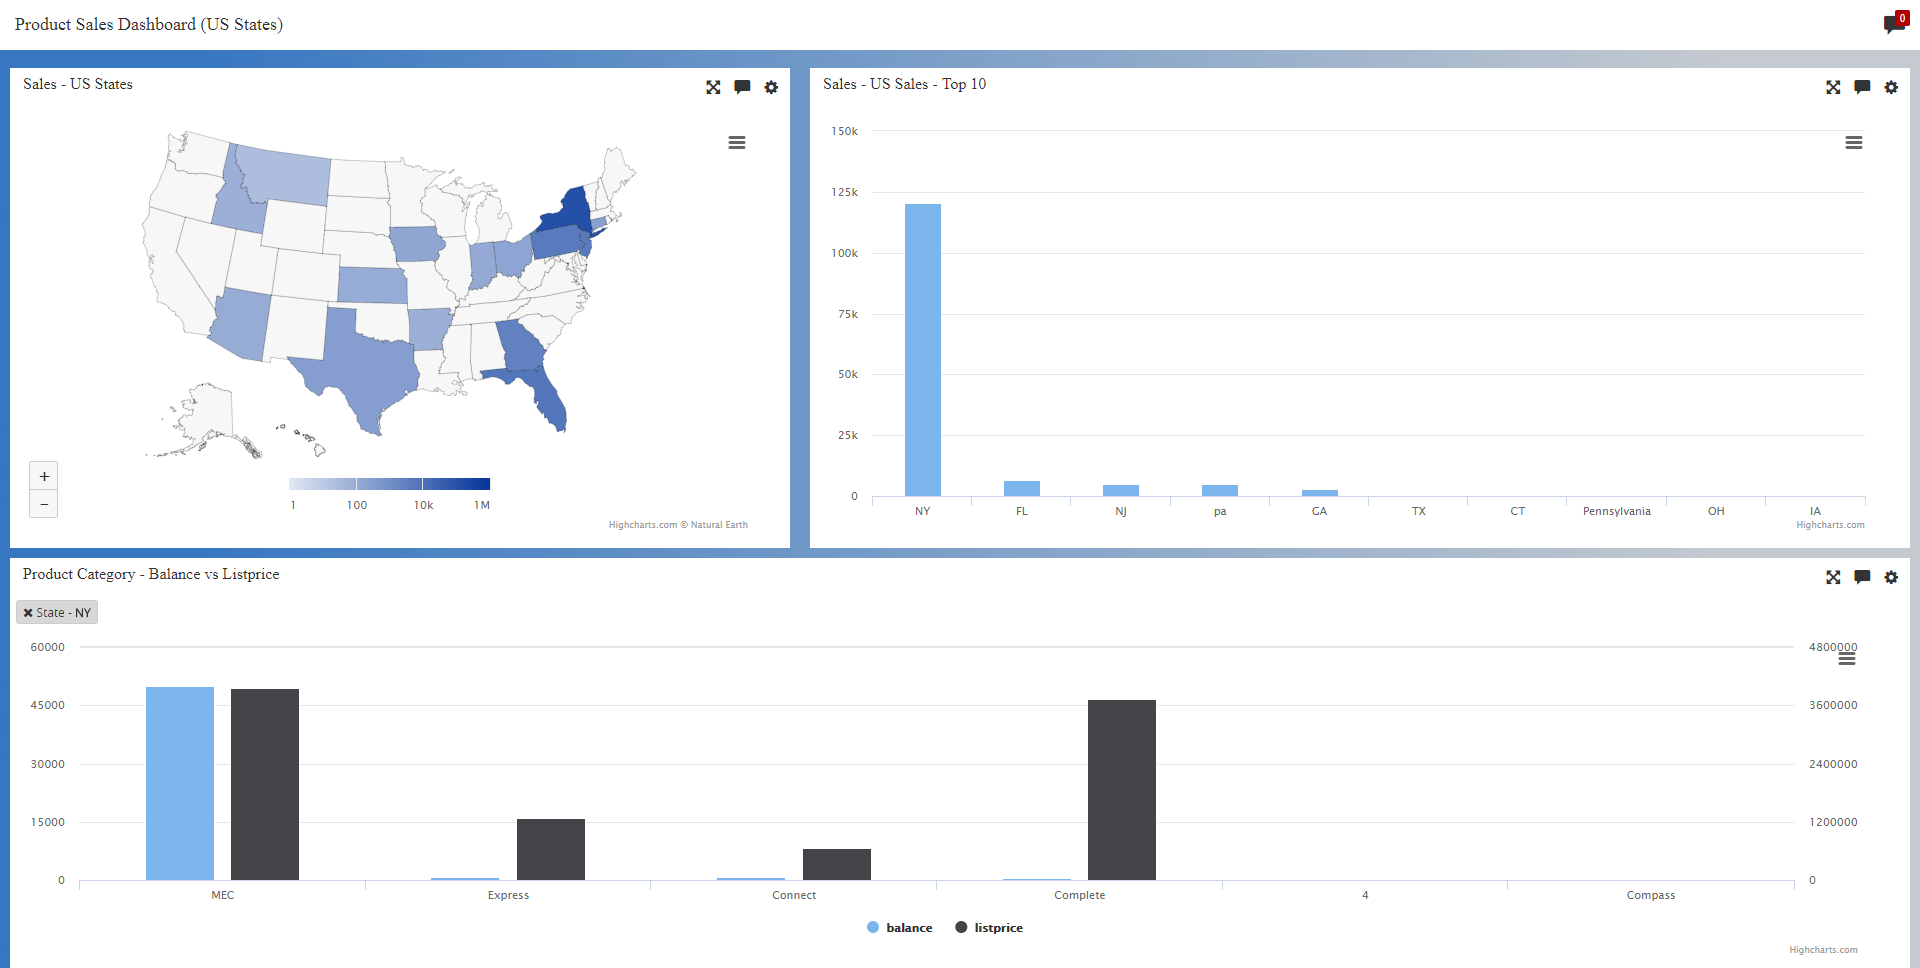 Product Sales Dashboard (US States)
0
Sales - US States
+
−
1 100 10k 1M
Highcharts.com © Natural Earth
Sales - US Sales - Top 10
150k
125k
100k
75k
50k
25k
0
NY FL NJ pa GA TX CT Pennsylvania OH IA
Highcharts.com
Product Category - Balance vs Listprice
✖ State - NY
60000 4800000
45000 3600000
30000 2400000
15000 1200000
0 0
MEC Express Connect Complete 4 Compass
balance listprice
Highcharts.com